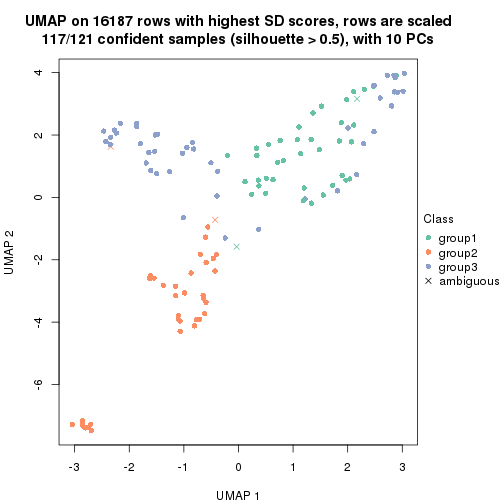 UMAP on 16187 rows with highest SD scores, rows are scaled
117/121 confident samples (silhouette > 0.5), with 10 PCs
4
2
0
-2
-4
-6
UMAP 2
-3
-2
-1
0
1
2
3
UMAP 1
Class
group1
group2
group3
ambiguous